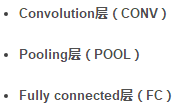 Convolution层 ( CONV )
Pooling层 ( POOL )
Fully connected层 ( FC )